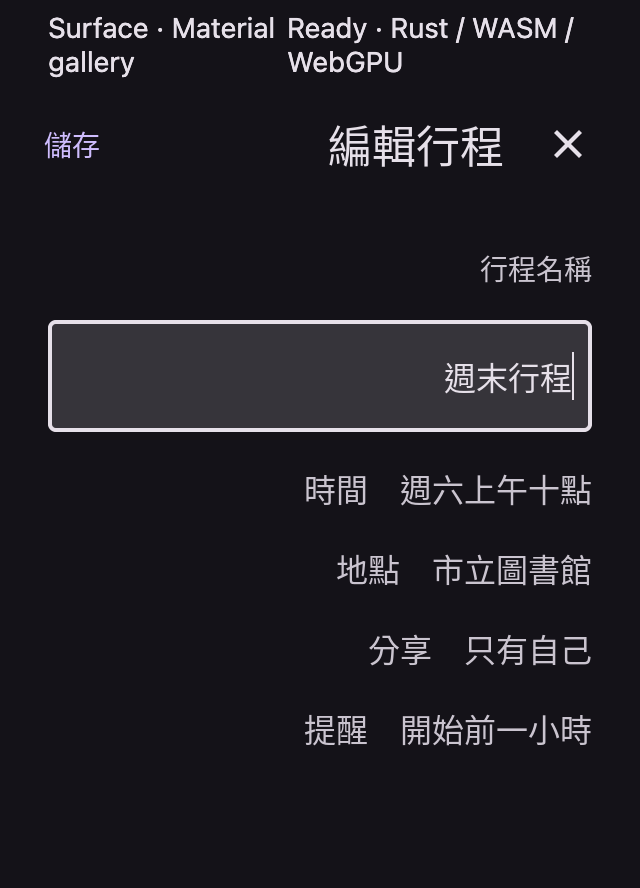 Surface · Material gallery
Ready · Rust / WASM / WebGPU
儲存
編輯行程
行程名稱
週末行程
時間　週六上午十點
地點　市立圖書館
分享　只有自己
提醒　開始前一小時